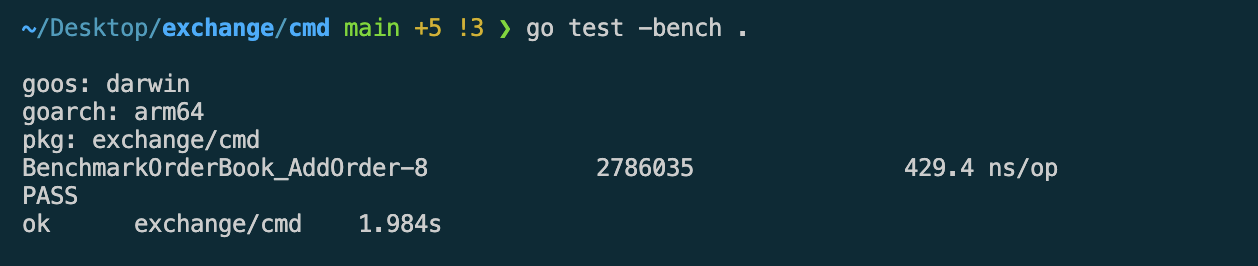 ~/Desktop/exchange/cmd main +5 !3 ❯ go test -bench .
goos: darwin
goarch: arm64
pkg: exchange/cmd
BenchmarkOrderBook_AddOrder-8 2786035 429.4 ns/op
PASS
ok exchange/cmd 1.984s